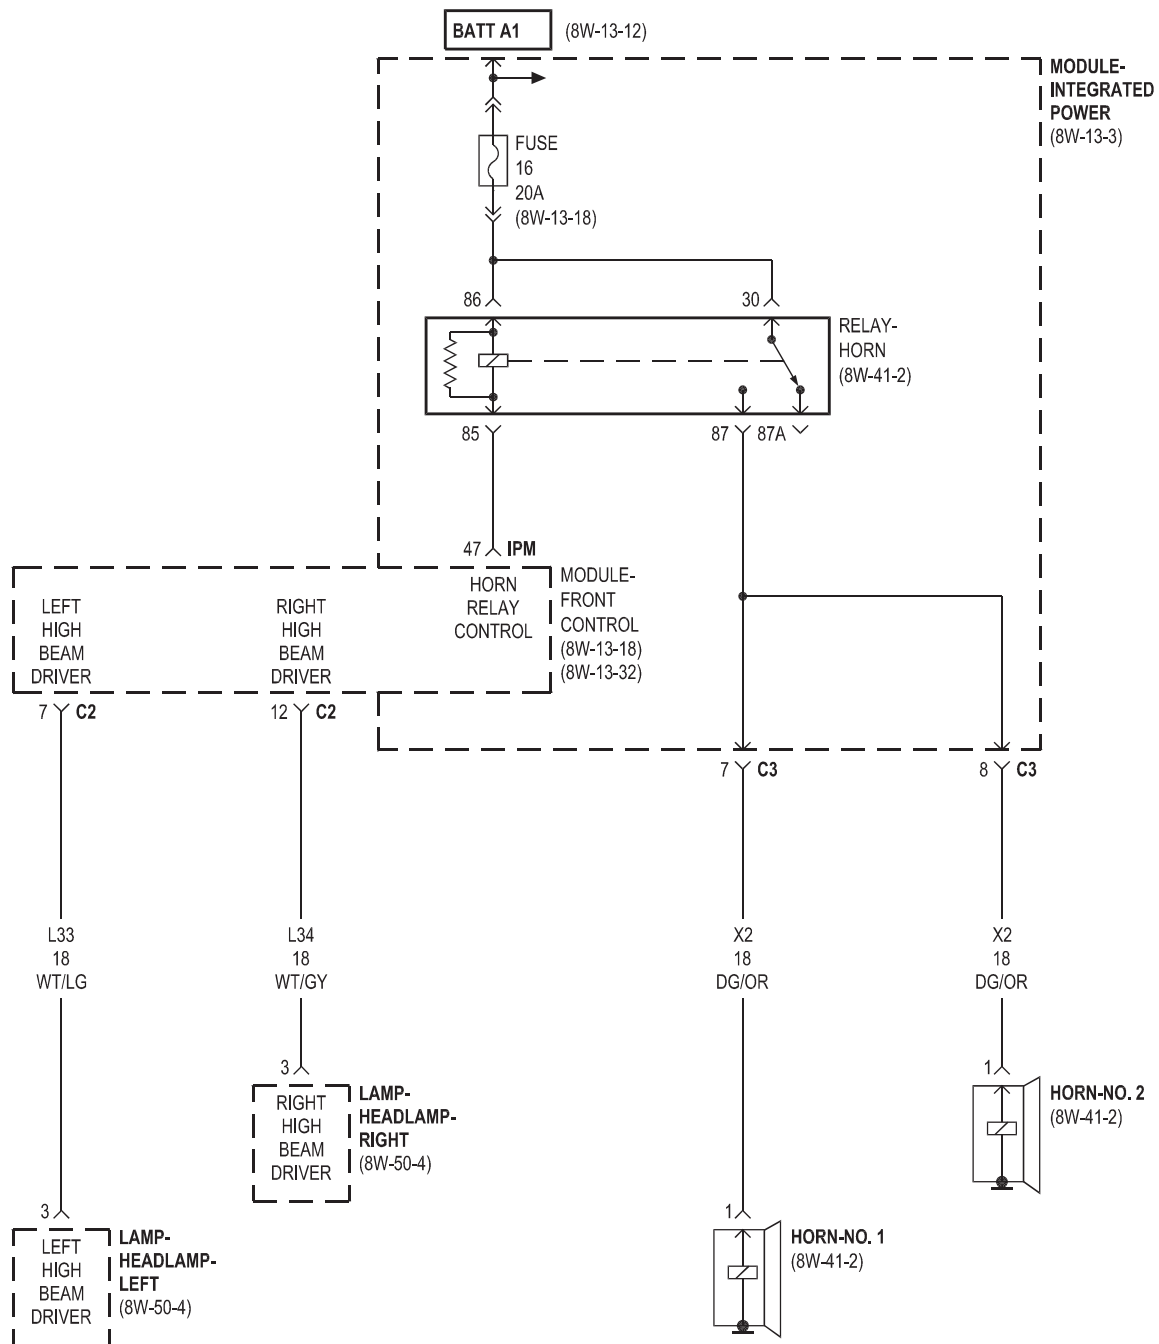 BATT A1 (8W-13-12)
MODULE-
INTEGRATED
POWER
(8W-13-3)
FUSE
16
20A
(8W-13-18)
86
30
RELAY-
HORN
(8W-41-2)
85
87
87A
47 IPM
LEFT
HIGH
BEAM
DRIVER
RIGHT
HIGH
BEAM
DRIVER
HORN
RELAY
CONTROL
MODULE-
FRONT
CONTROL
(8W-13-18)
(8W-13-32)
7 C2
12 C2
7 C3
8 C3
L33
18
WT/LG
L34
18
WT/GY
X2
18
DG/OR
X2
18
DG/OR
3
RIGHT
HIGH
BEAM
DRIVER
LAMP-
HEADLAMP-
RIGHT
(8W-50-4)
1
HORN-NO. 2
(8W-41-2)
3
LEFT
HIGH
BEAM
DRIVER
LAMP-
HEADLAMP-
LEFT
(8W-50-4)
1
HORN-NO. 1
(8W-41-2)